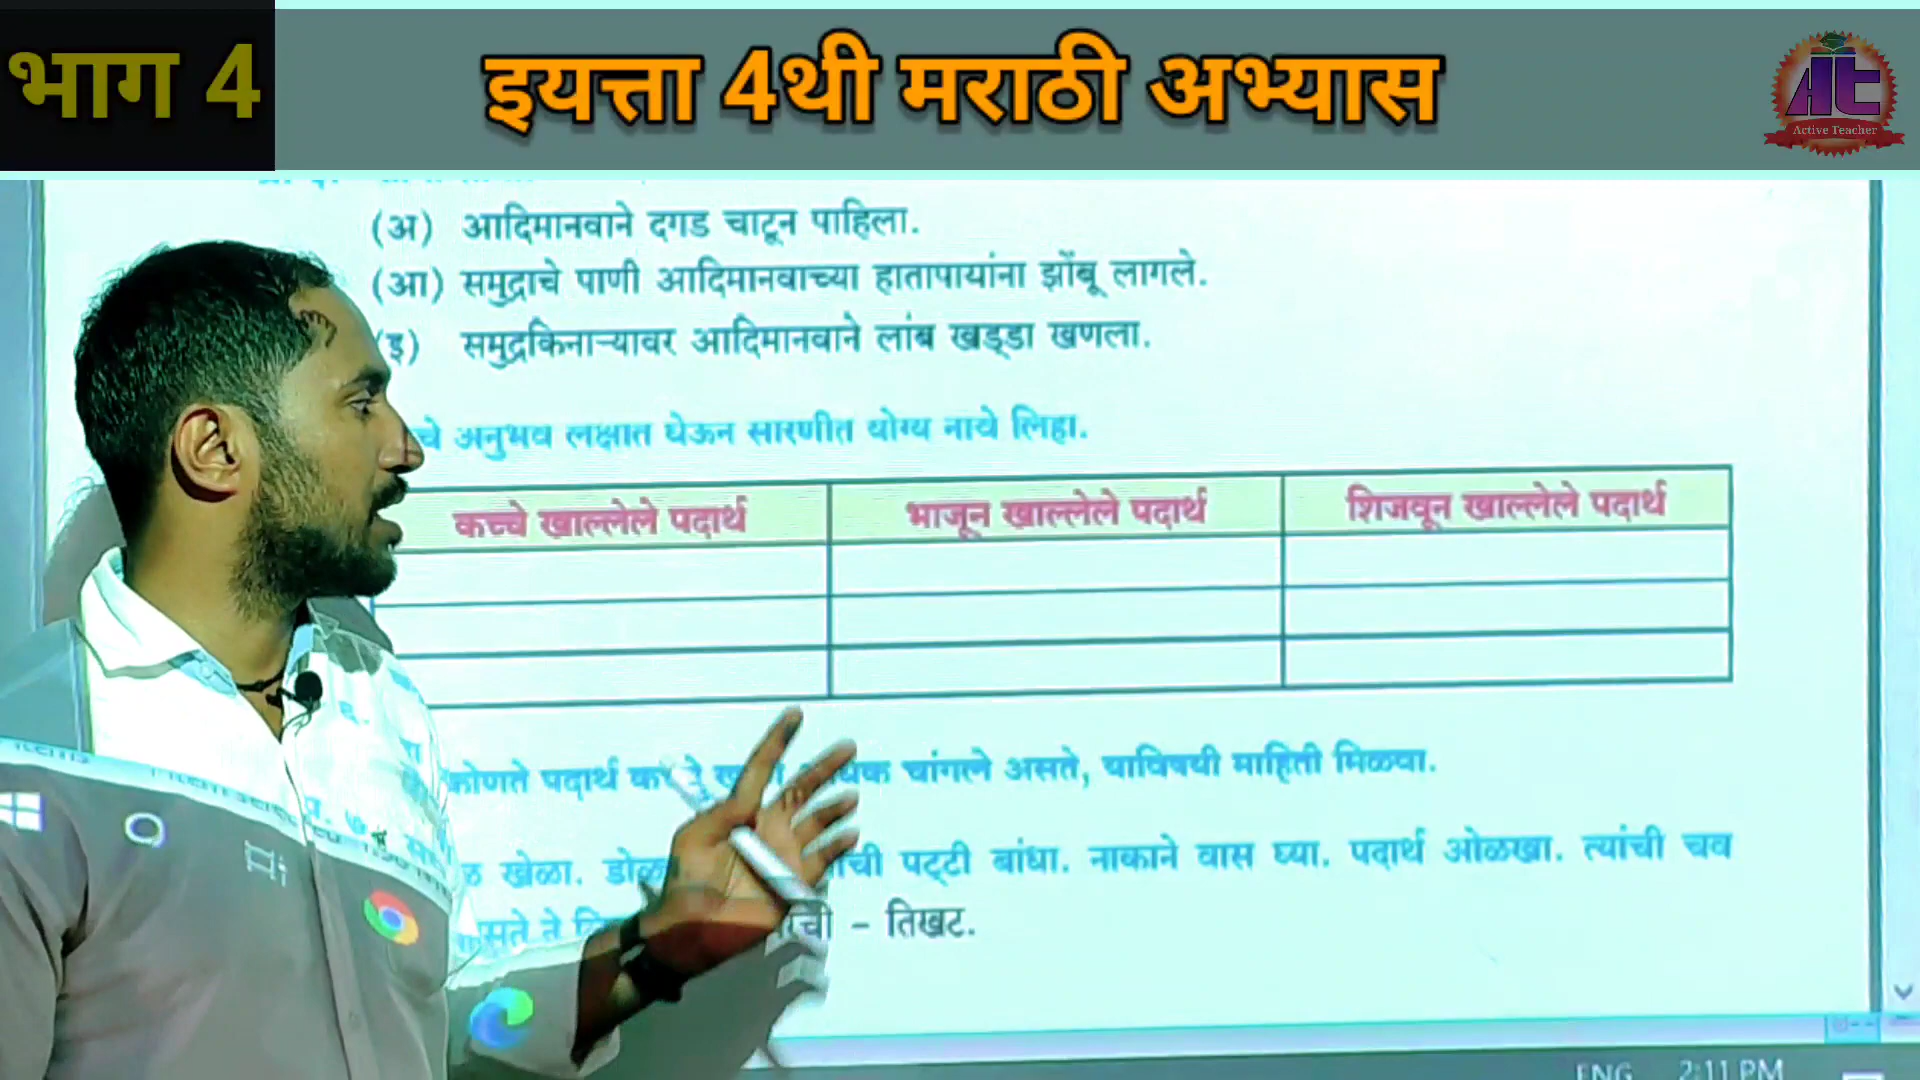 भाग 4
इयत्ता 4थी मराठी अभ्यास
Active Teacher
(अ) आदिमानवाने दगड चाटून पाहिला.
(आ) समुद्राचे पाणी आदिमानवाच्या हातापायांना झोंबू लागले.
(इ) समुद्रकिनाऱ्यावर आदिमानवाने लांब खड्डा खणला.
चे अनुभव लक्षात घेऊन सारणीत योग्य नावे लिहा.
कच्चे खाल्लेले पदार्थ भाजून खाल्लेले पदार्थ शिजवून खाल्लेले पदार्थ
कोणते पदार्थ चांगले असते, याविषयी माहिती मिळवा.
खेळा. पट्टी बांधा. नाकाने वास घ्या. पदार्थ ओळखा. त्यांची चव
ते – तिखट.
ENG 2:11 PM